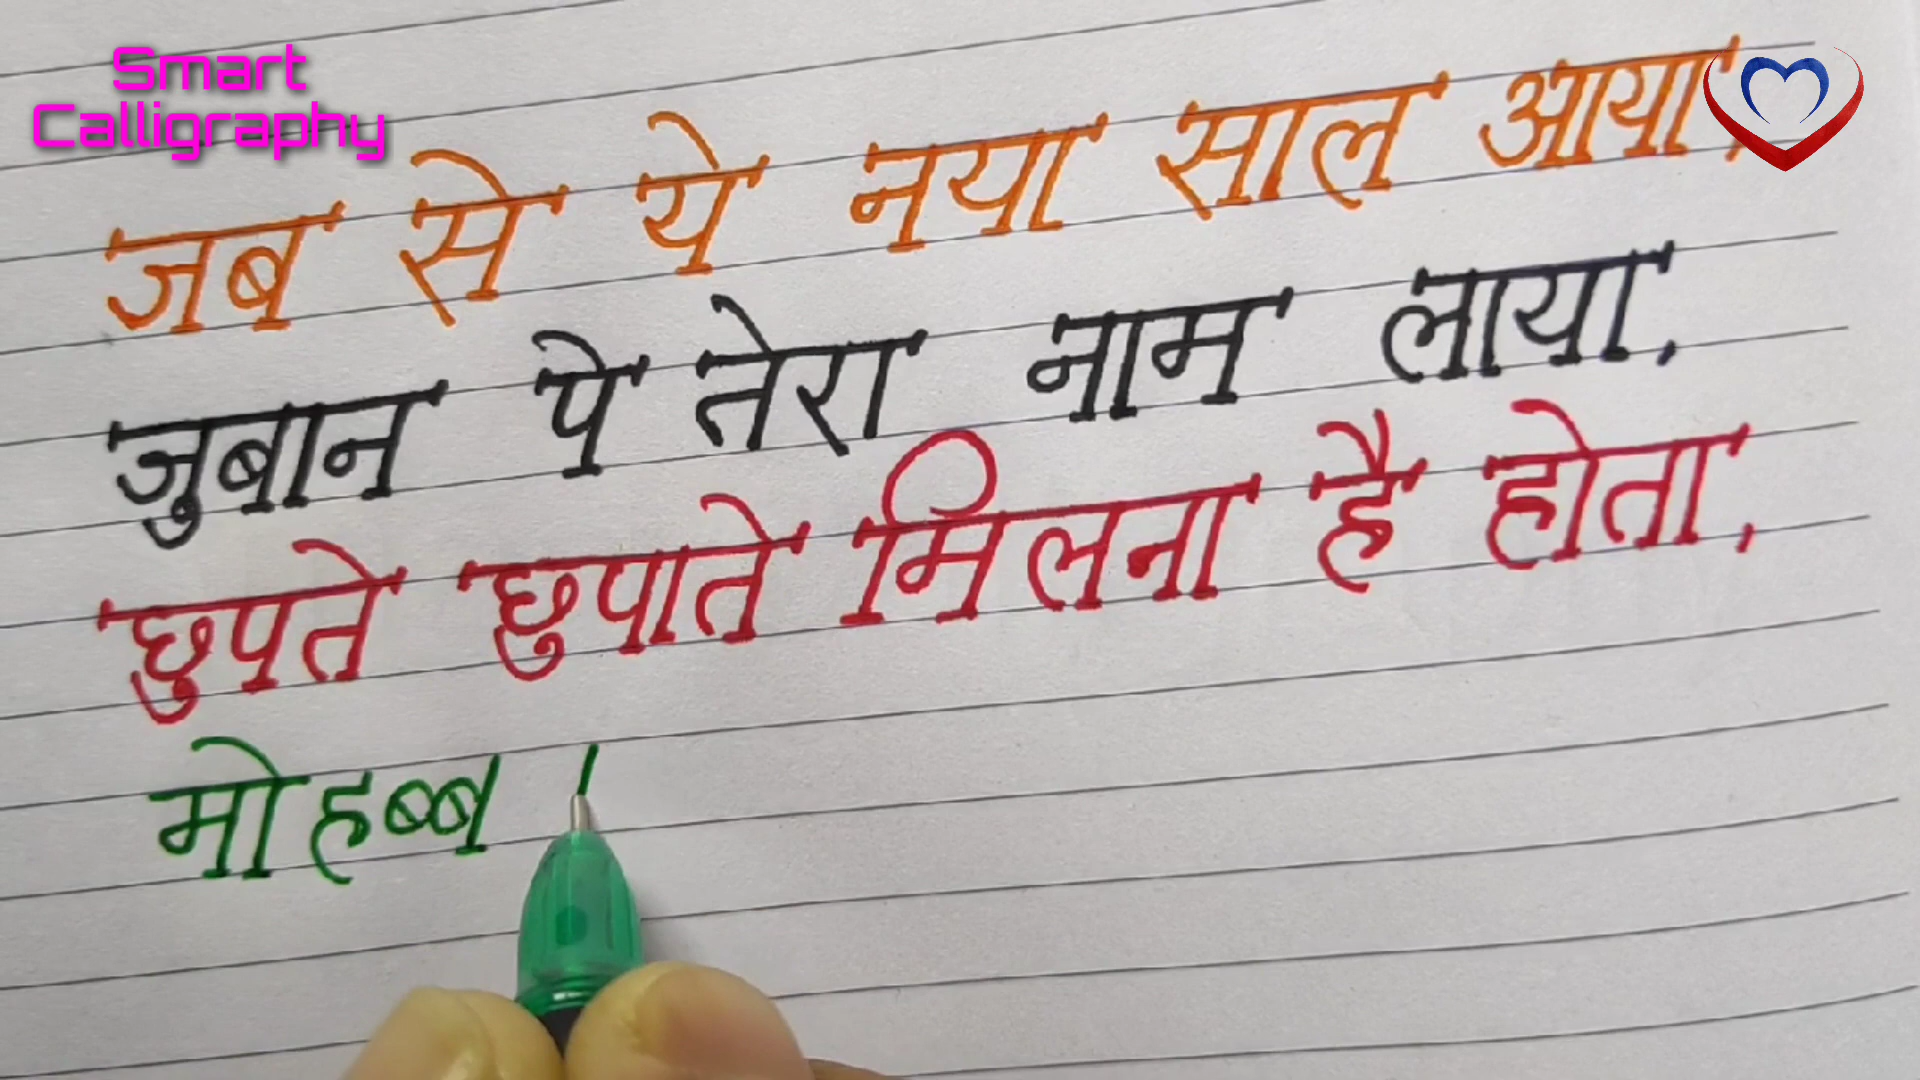 Smart
Calligraphy
जब से ये नया साल आया,
जुबान पे तेरा नाम लाया,
छुपते छुपाते मिलना है होता,
मोहब्ब